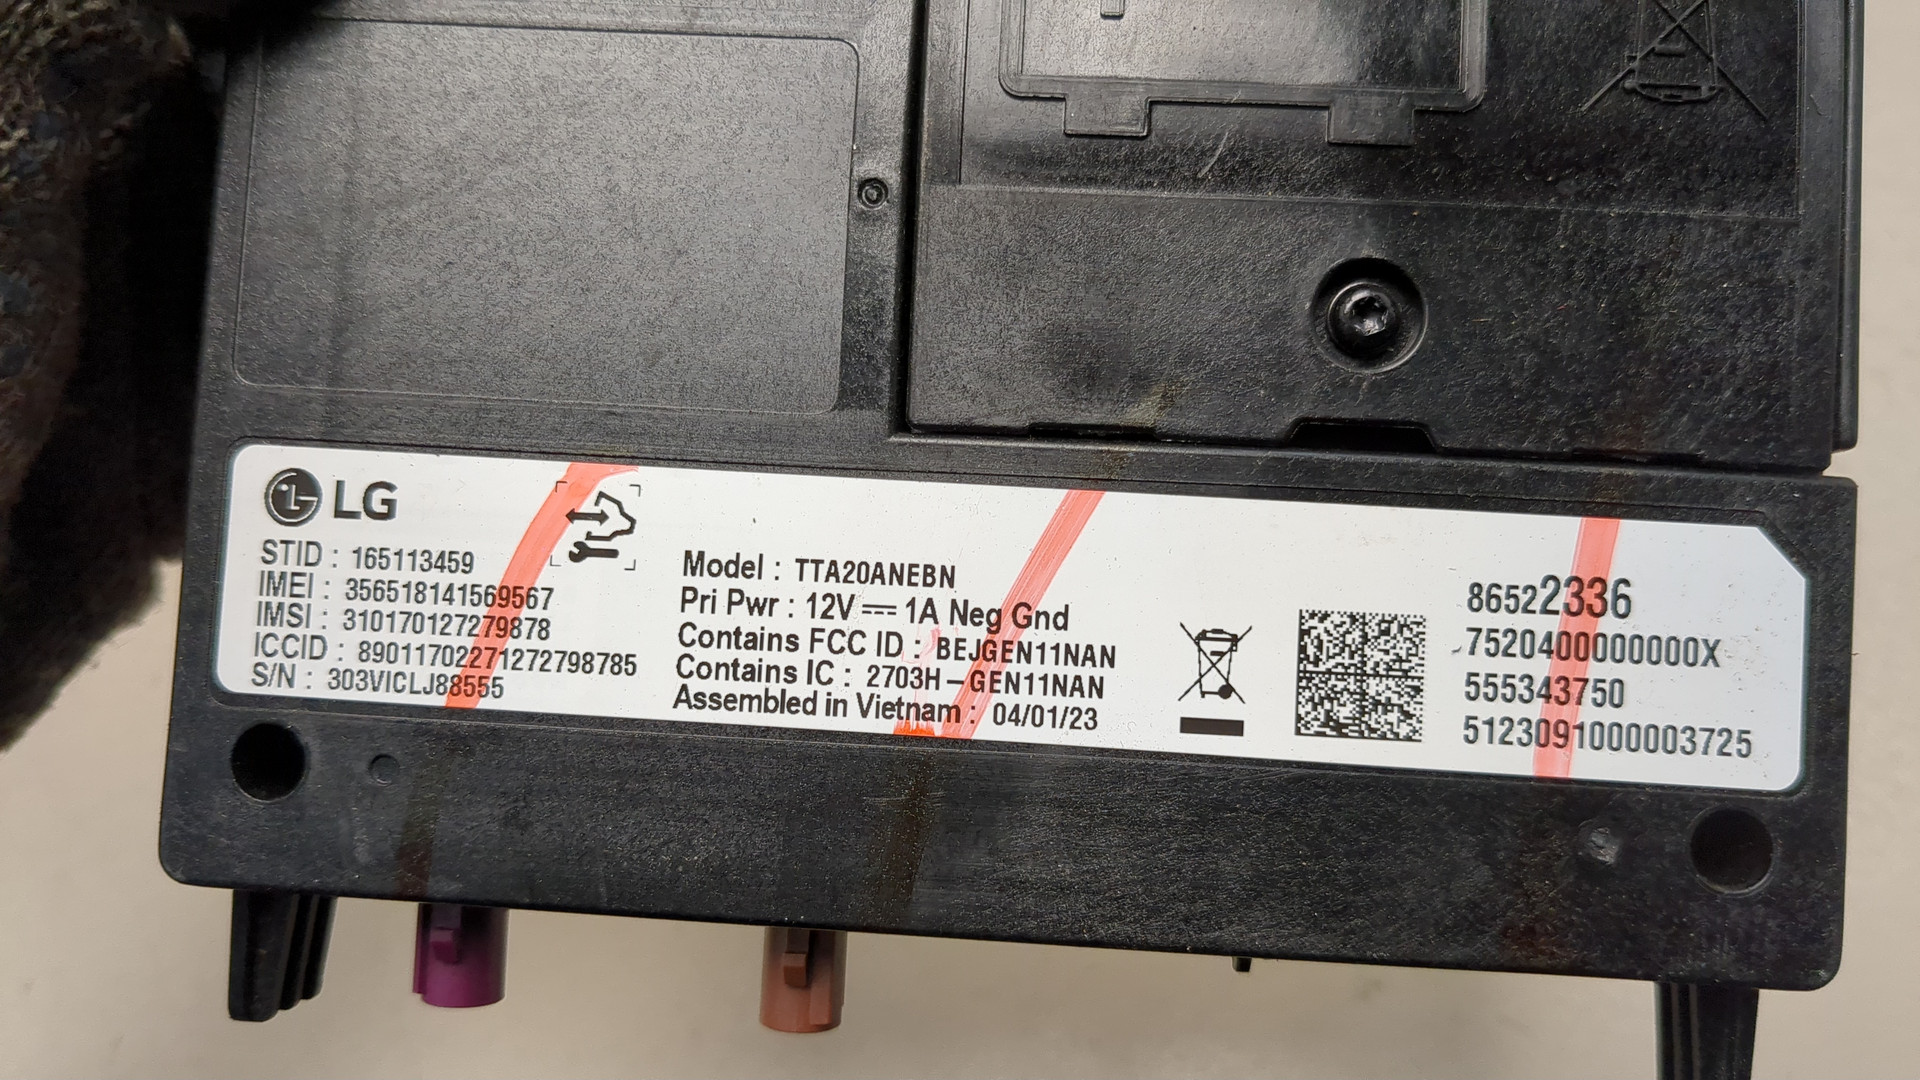 LG
STID : 165113459
IMEI : 356518141569567
IMSI : 310170127279878
ICCID : 89011702271272798785
S/N : 303VICLJ88555
Model : TTA20ANEBN
Pri Pwr : 12V ⎓ 1A Neg Gnd
Contains FCC ID : BEJGEN11NAN
Contains IC : 2703H-GEN11NAN
Assembled in Vietnam : 04/01/23
86522336
7520400000000X
555343750
5123091000003725